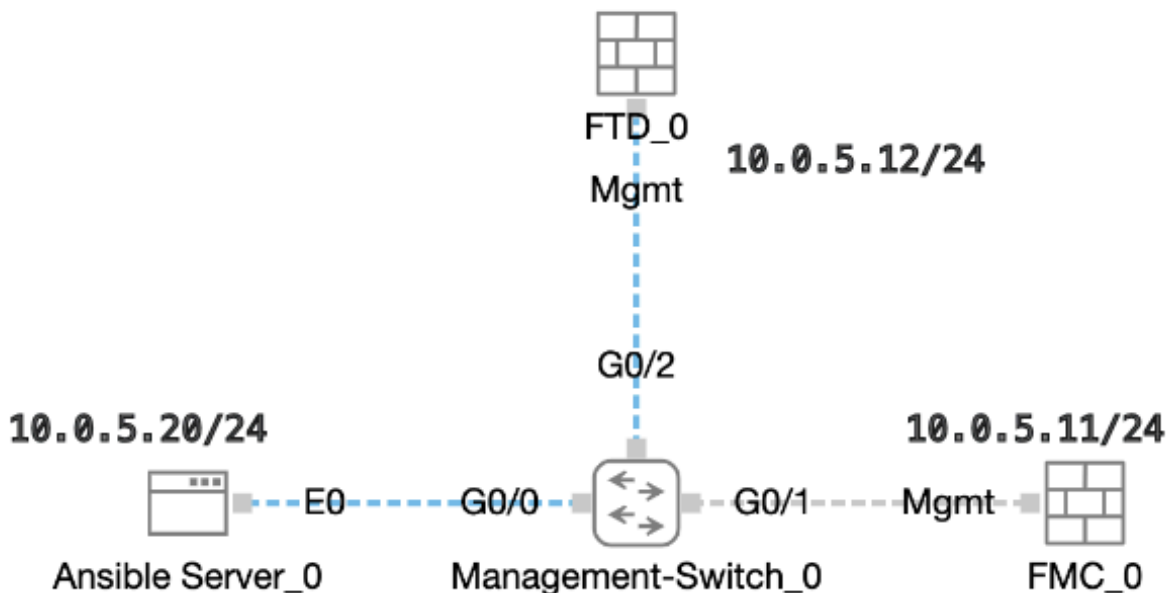 FTD_0
10.0.5.12/24
Mgmt
G0/2
10.0.5.20/24
10.0.5.11/24
E0
G0/0
G0/1
Mgmt
Ansible Server_0
Management-Switch_0
FMC_0